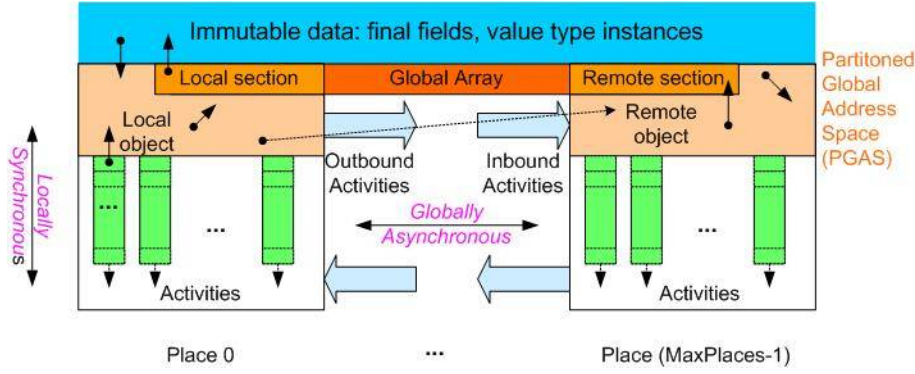 Immutable data: final fields, value type instances
Local section
Global Array
Remote section
Partitoned
Global
Address
Space
(PGAS)
Local
object
Remote
object
Outbound
Activities
Inbound
Activities
Locally
Synchronous
Globally
Asynchronous
...
...
...
Activities
Activities
Place 0
...
Place (MaxPlaces-1)